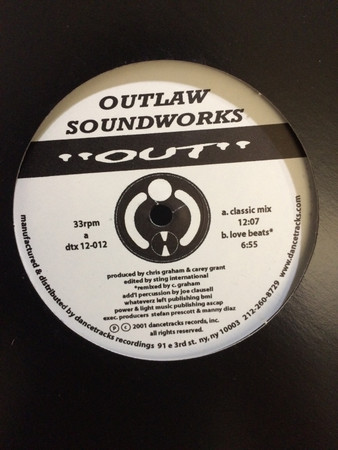 OUTLAW
SOUNDWORKS
"OUT"
33rpm
a
dtx 12-012
a. classic mix
12:07
b. love beats*
6:55
produced by chris graham & carey grant
edited by sting international
*remixed by c. graham
add'l percussion by joe claussell
whateverz left publishing bmi
power & light music publishing ascap
exec. producers stefan prescott & manny diaz
℗ © 2001 dancetracks records, inc.
all rights reserved.
manufactured & distributed by dancetracks recordings 91 e 3rd st. ny, ny 10003 212-260-8729 www.dancetracks.com